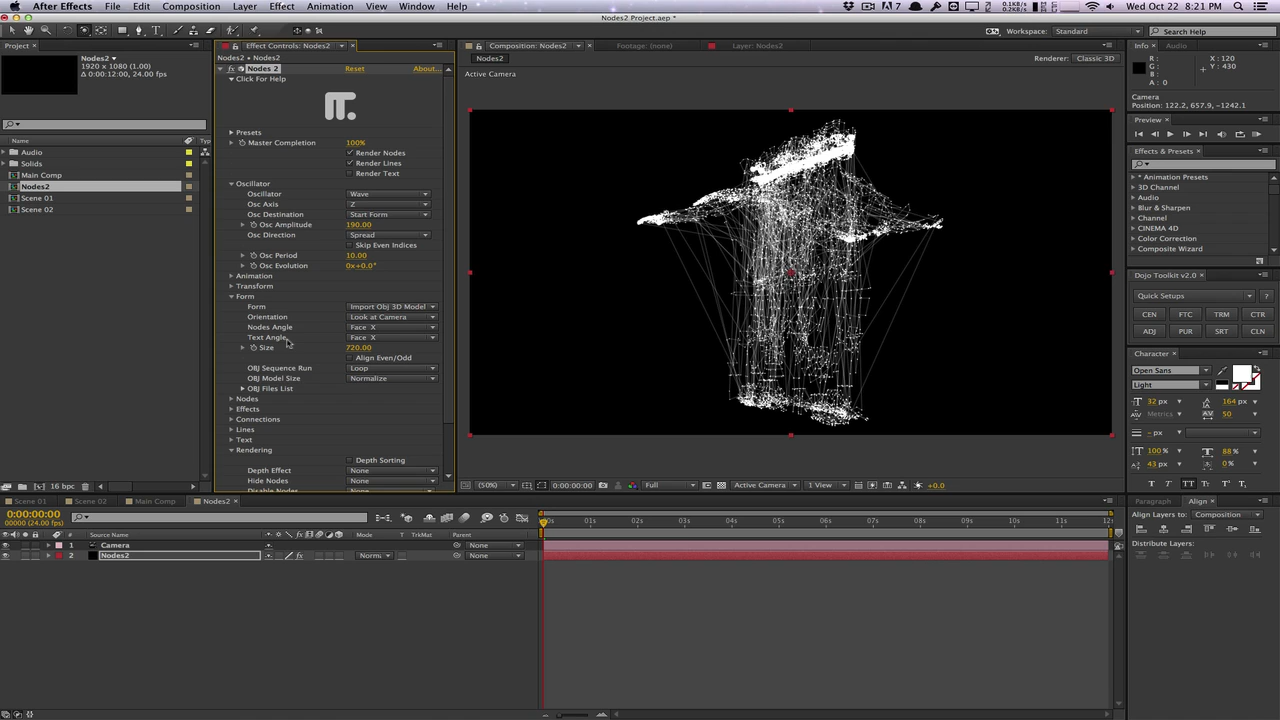 After Effects File Edit Composition Layer Effect Animation View Window Help
Wed Oct 22 8:21 PM
Nodes2 Project.aep *
Workspace: Standard Search Help
Project
Effect Controls: Nodes2
Composition: Nodes2
Footage: (none)
Layer: Nodes2
Info Audio
Nodes2
1920 x 1080 (1.00)
Δ 0:00:12:00, 24.00 fps
Nodes2 • Nodes2
Nodes2
Renderer: Classic 3D
Nodes 2 Reset About...
Click For Help
Active Camera
R :
G :
B :
A : 0
X : 120
Y : 430
Camera
Position: 122.2, 657.9, -1242.1
Presets
Master Completion 100%
Render Nodes
Render Lines
Render Text
Preview
Name
Audio
Solids
Main Comp
Nodes2
Scene 01
Scene 02
Effects & Presets
* Animation Presets
3D Channel
Audio
Blur & Sharpen
Channel
CINEMA 4D
Color Correction
Composite Wizard
Oscillator
Oscillator Wave
Osc Axis Z
Osc Destination Start Form
Osc Amplitude 190.00
Osc Direction Spread
Skip Even Indices
Osc Period 10.00
Osc Evolution 0x+0.0°
Animation
Transform
Form
Form Import Obj 3D Model
Orientation Look at Camera
Nodes Angle Face X
Text Angle Face X
Size 720.00
Align Even/Odd
OBJ Sequence Run Loop
OBJ Model Size Normalize
OBJ Files List
Nodes
Effects
Connections
Lines
Text
Rendering
Depth Sorting
Depth Effect None
Hide Nodes None
Disable Nodes None
Dojo Toolkit v2.0
Quick Setups ?
CEN FTC TRM CTR
ADJ PUR SRT CLN
Character
Open Sans
Light
32 px 164 px
Metrics 50
- px
100% 88%
43 px 0%
16 bpc
(50%) 0:00:00:00 Full Active Camera 1 View +0.0
Scene 01 Scene 02 Main Comp Nodes2
0:00:00:00
00000 (24.00 fps)
# Source Name Mode T TrkMat Parent
1 Camera None
2 Nodes2 Norm None
01s 02s 03s 04s 05s 06s 07s 08s 09s 10s 11s
Paragraph Align
Align Layers to: Composition
Distribute Layers: